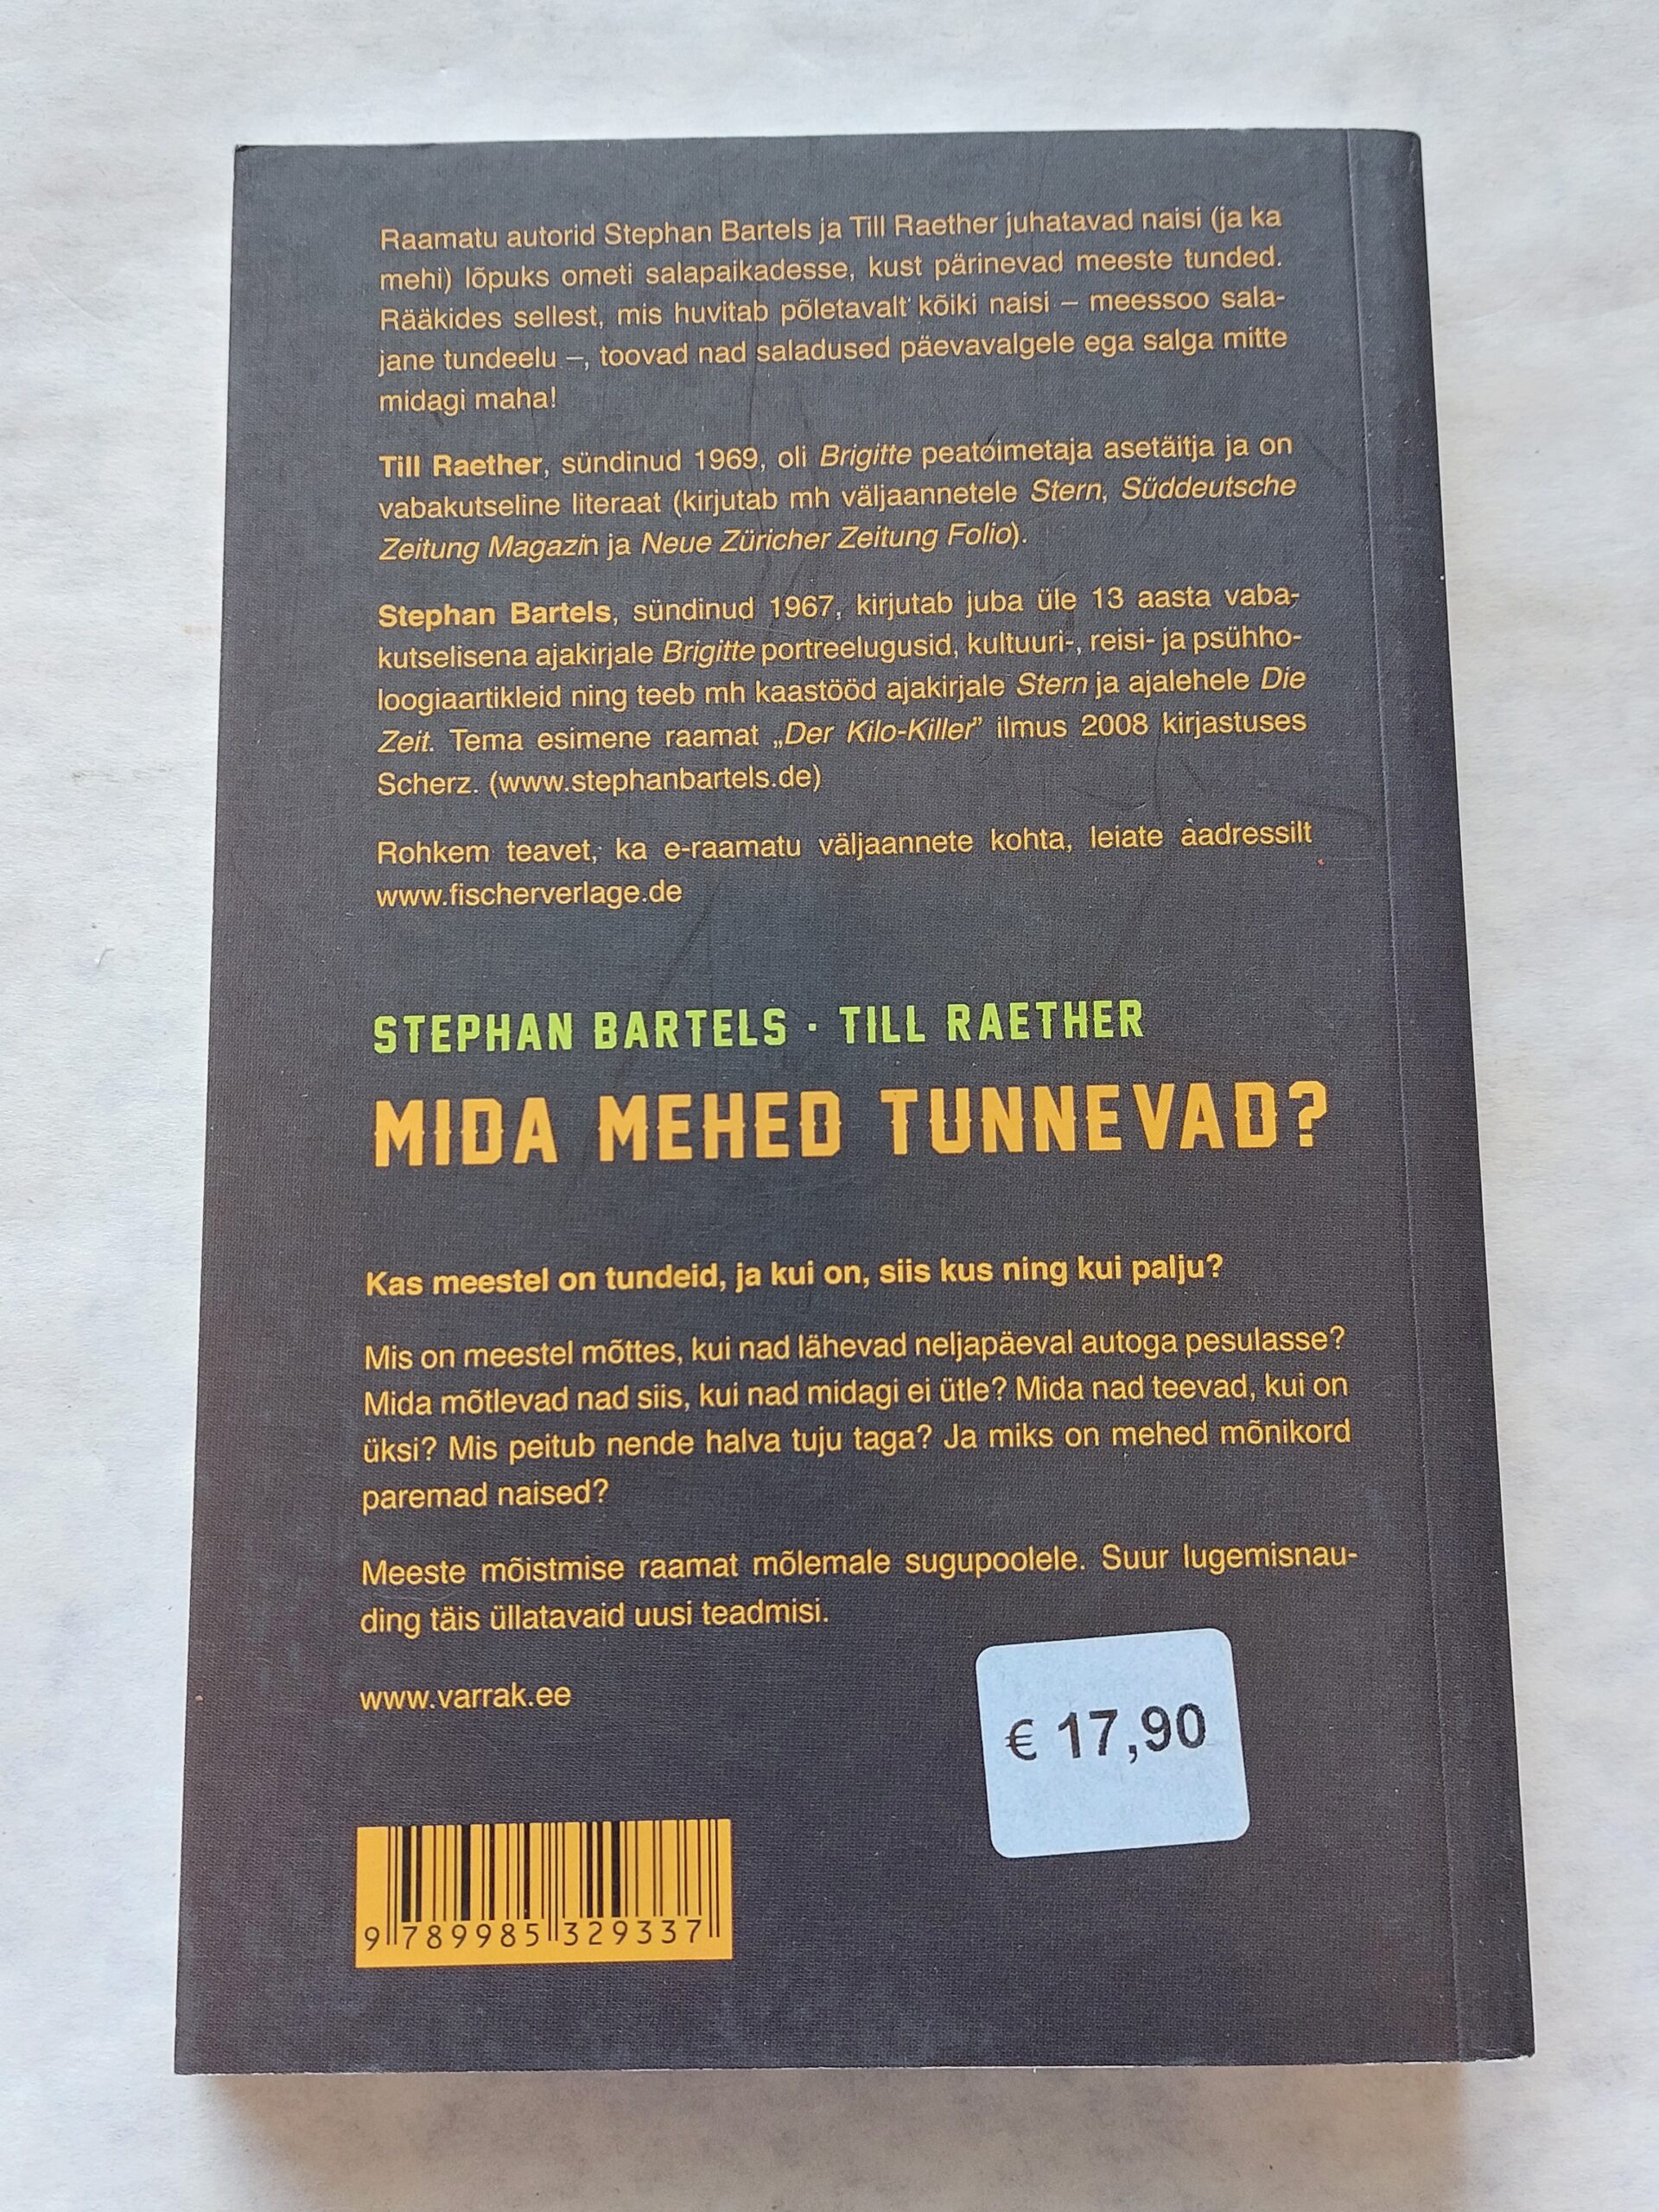 Raamatu autorid Stephan Bartels ja Till Raether juhatavad naisi (ja ka
mehi) lõpuks ometi salapaikadesse, kust pärinevad meeste tunded.
Rääkides sellest, mis huvitab põletavalt kõiki naisi – meessoo sala-
jane tundeelu –, toovad nad saladused päevavalgele ega salga mitte
midagi maha!
Till Raether, sündinud 1969, oli Brigitte peatoimetaja asetäitja ja on
vabakutseline literaat (kirjutab mh väljaannetele Stern, Süddeutsche
Zeitung Magazin ja Neue Züricher Zeitung Folio).
Stephan Bartels, sündinud 1967, kirjutab juba üle 13 aasta vaba-
kutselisena ajakirjale Brigitte portreelugusid, kultuuri-, reisi- ja psühho-
loogiaartikleid ning teeb mh kaastööd ajakirjale Stern ja ajalehele Die
Zeit. Tema esimene raamat „Der Kilo-Killer” ilmus 2008 kirjastuses
Scherz. (www.stephanbartels.de)
Rohkem teavet, ka e-raamatu väljaannete kohta, leiate aadressilt
www.fischerverlage.de
STEPHAN BARTELS · TILL RAETHER
MIDA MEHED TUNNEVAD?
Kas meestel on tundeid, ja kui on, siis kus ning kui palju?
Mis on meestel mõttes, kui nad lähevad neljapäeval autoga pesulasse?
Mida mõtlevad nad siis, kui nad midagi ei ütle? Mida nad teevad, kui on
üksi? Mis peitub nende halva tuju taga? Ja miks on mehed mõnikord
paremad naised?
Meeste mõistmise raamat mõlemale sugupoolele. Suur lugemisnau-
ding täis üllatavaid uusi teadmisi.
www.varrak.ee
€ 17,90
9 789985 329337